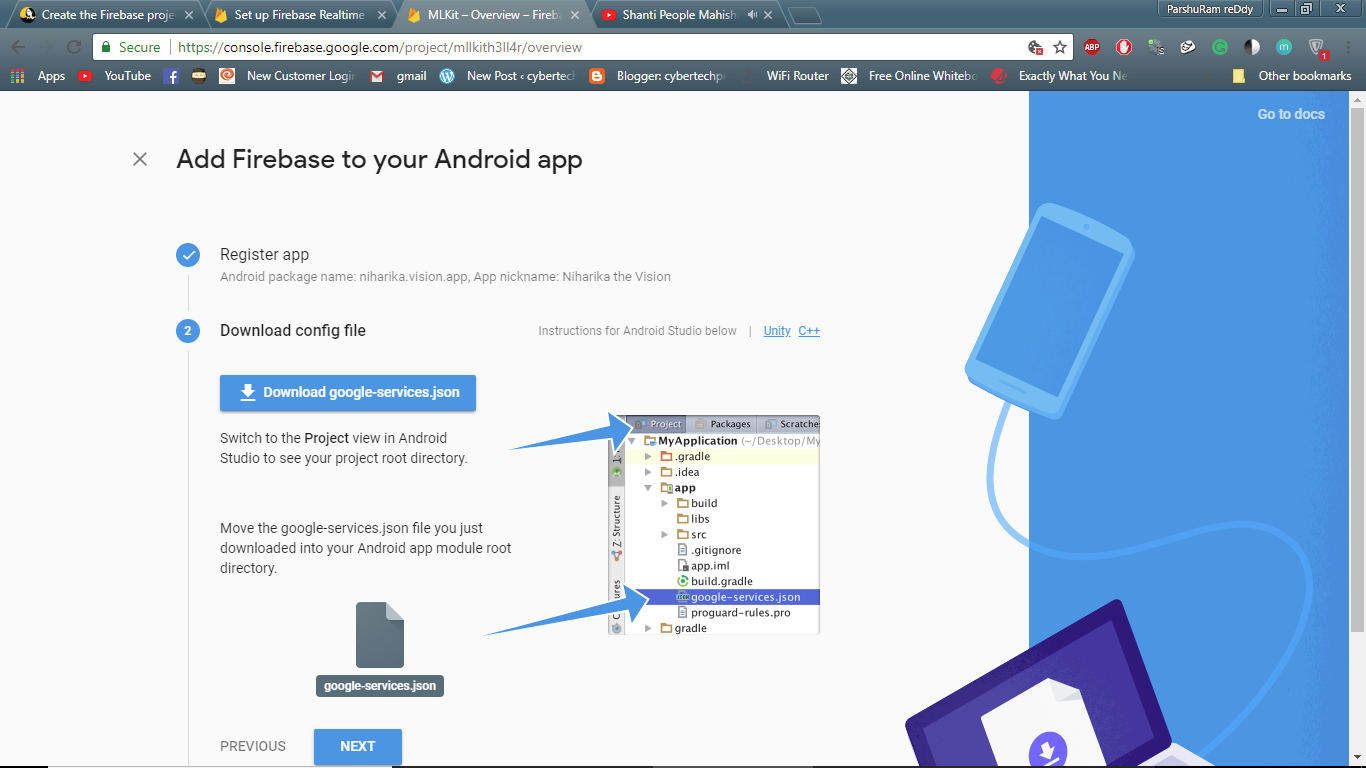 Create the Firebase proje
Set up Firebase Realtime
MLKit – Overview – Fireb
Shanti People Mahish
ParshuRam reDdy
Secure
https://console.firebase.google.com/project/mllkith3ll4r/overview
ABP
m
1
Apps
YouTube
New Customer Login
gmail
New Post ‹ cybertech
Blogger: cybertechp
WiFi Router
Free Online Whitebo
Exactly What You Ne
Other bookmarks
Go to docs
Add Firebase to your Android app
Register app
Android package name: niharika.vision.app, App nickname: Niharika the Vision
2
Download config file
Instructions for Android Studio below | Unity C++
Download google-services.json
Switch to the Project view in Android
Studio to see your project root directory.
Move the google-services.json file you just
downloaded into your Android app module root
directory.
google-services.json
Project
Packages
Scratches
MyApplication (~/Desktop/My
.gradle
.idea
app
build
libs
src
.gitignore
app.iml
build.gradle
google-services.json
proguard-rules.pro
gradle
Z: Structure
PREVIOUS
NEXT